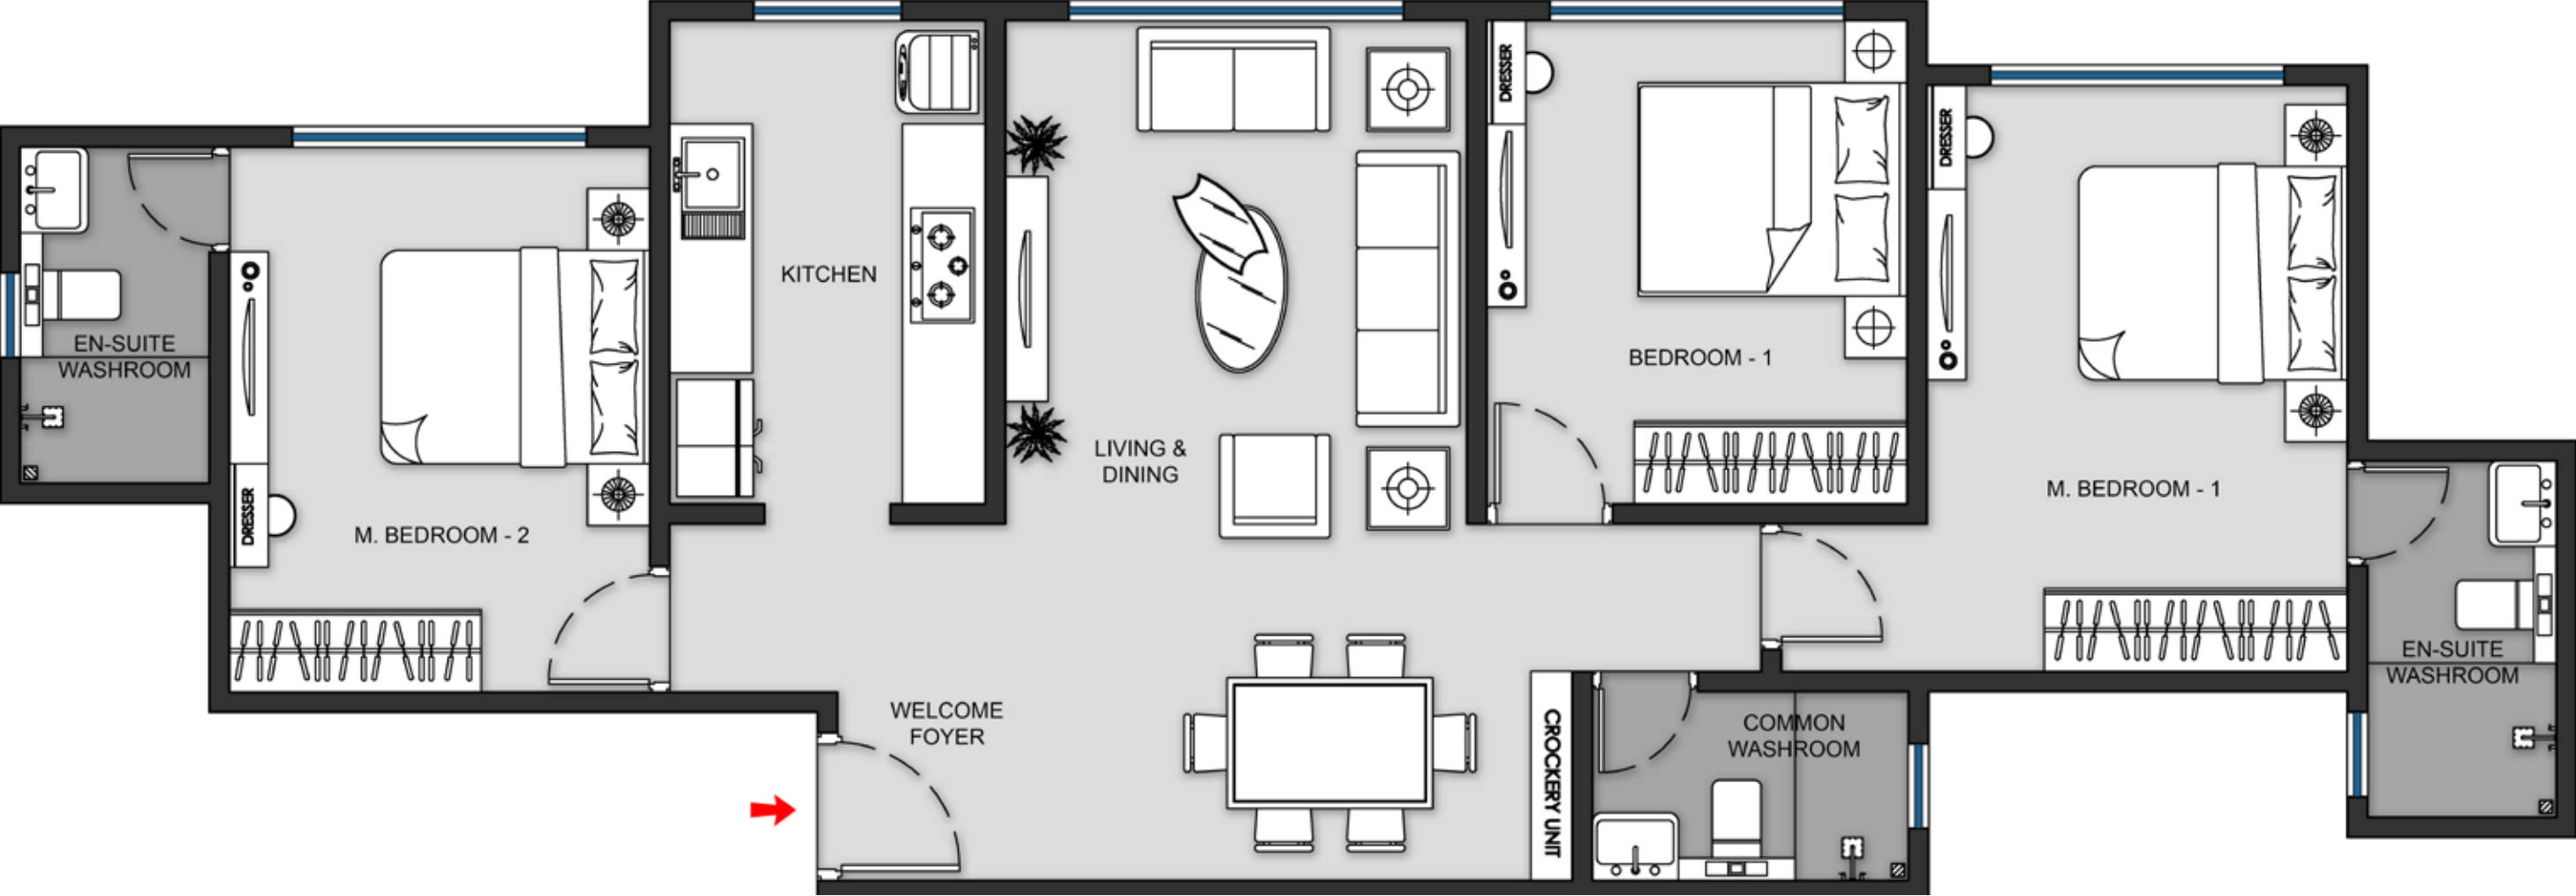 DRESSER
DRESSER
KITCHEN
EN-SUITE
WASHROOM
BEDROOM - 1
LIVING &
DINING
M. BEDROOM - 1
DRESSER
M. BEDROOM - 2
EN-SUITE
WASHROOM
WELCOME
FOYER
CROCKERY UNIT
COMMON
WASHROOM